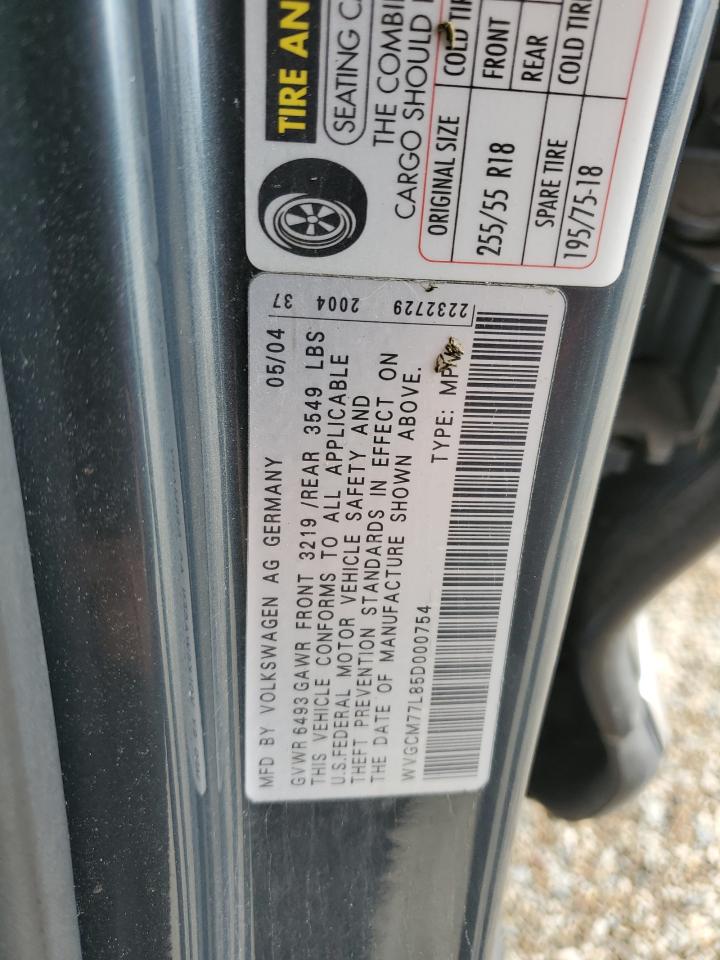 TIRE AN
SEATING CA
THE COMBI
CARGO SHOULD
ORIGINAL SIZE
COLD TIR
255/55 R18
FRONT
REAR
SPARE TIRE
COLD TIRE
195/75-18
MFD BY VOLKSWAGEN AG GERMANY 05/04
GVWR 6493 GAWR FRONT 3219 /REAR 3549 LBS
THIS VEHICLE CONFORMS TO ALL APPLICABLE
U.S.FEDERAL MOTOR VEHICLE SAFETY AND
THEFT PREVENTION STANDARDS IN EFFECT ON
THE DATE OF MANUFACTURE SHOWN ABOVE.
WVGCM77L85D000754 TYPE: MPV
37 2004 2232729